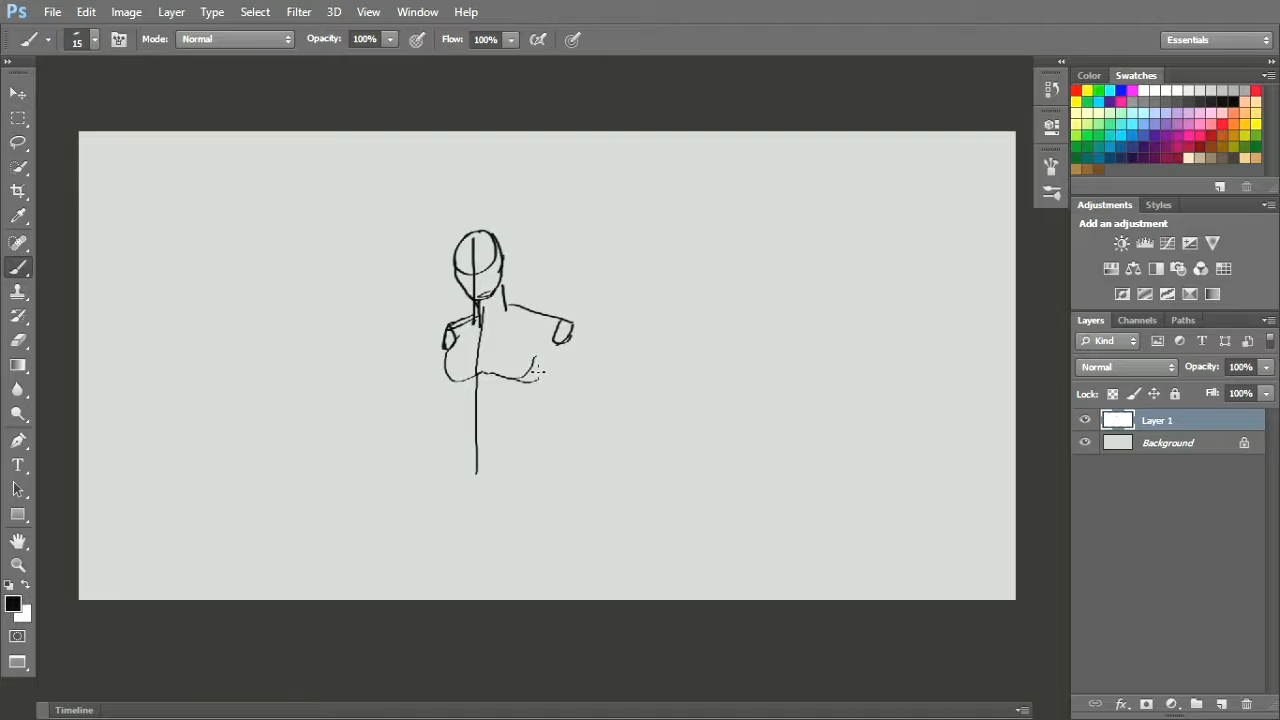 Ps File Edit Image Layer Type Select Filter 3D View Window Help
15 Mode: Normal Opacity: 100% Flow: 100% Essentials
Color Swatches
Adjustments Styles
Add an adjustment
Layers Channels Paths
Kind
Normal Opacity: 100%
Lock: Fill: 100%
Layer 1
Background
Timeline